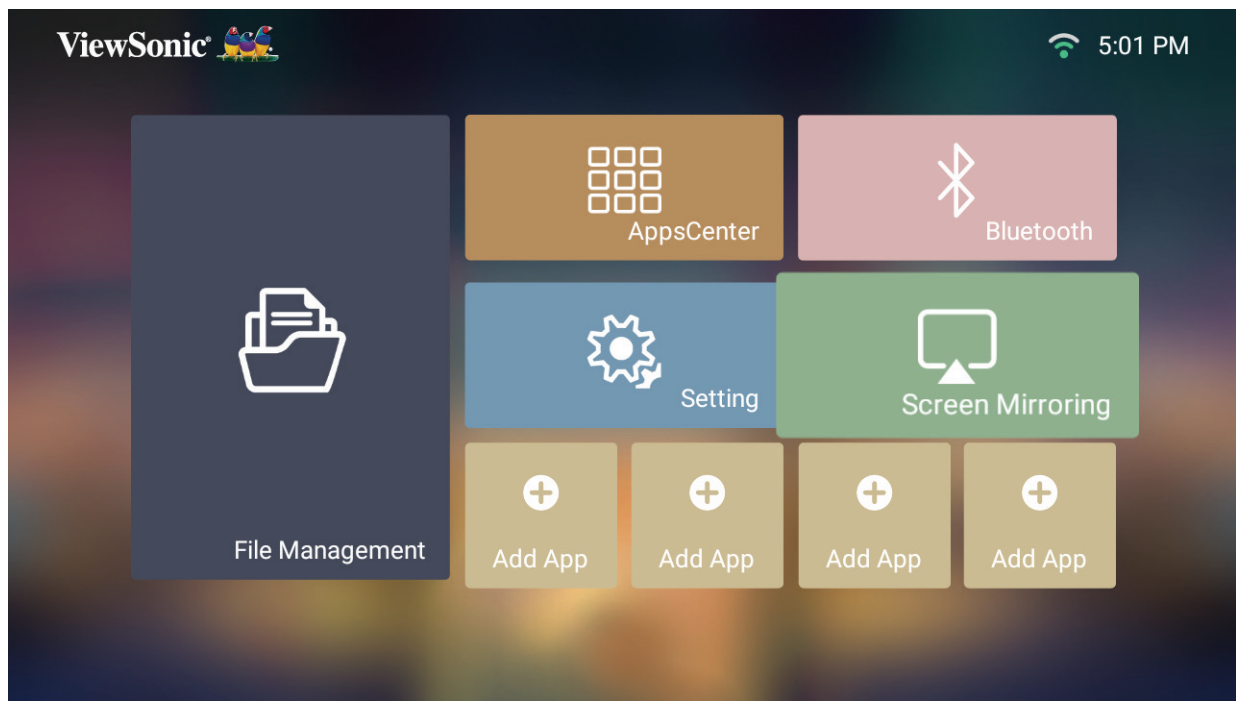 ViewSonic®
5:01 PM
AppsCenter
Bluetooth
Setting
Screen Mirroring
File Management
Add App
Add App
Add App
Add App